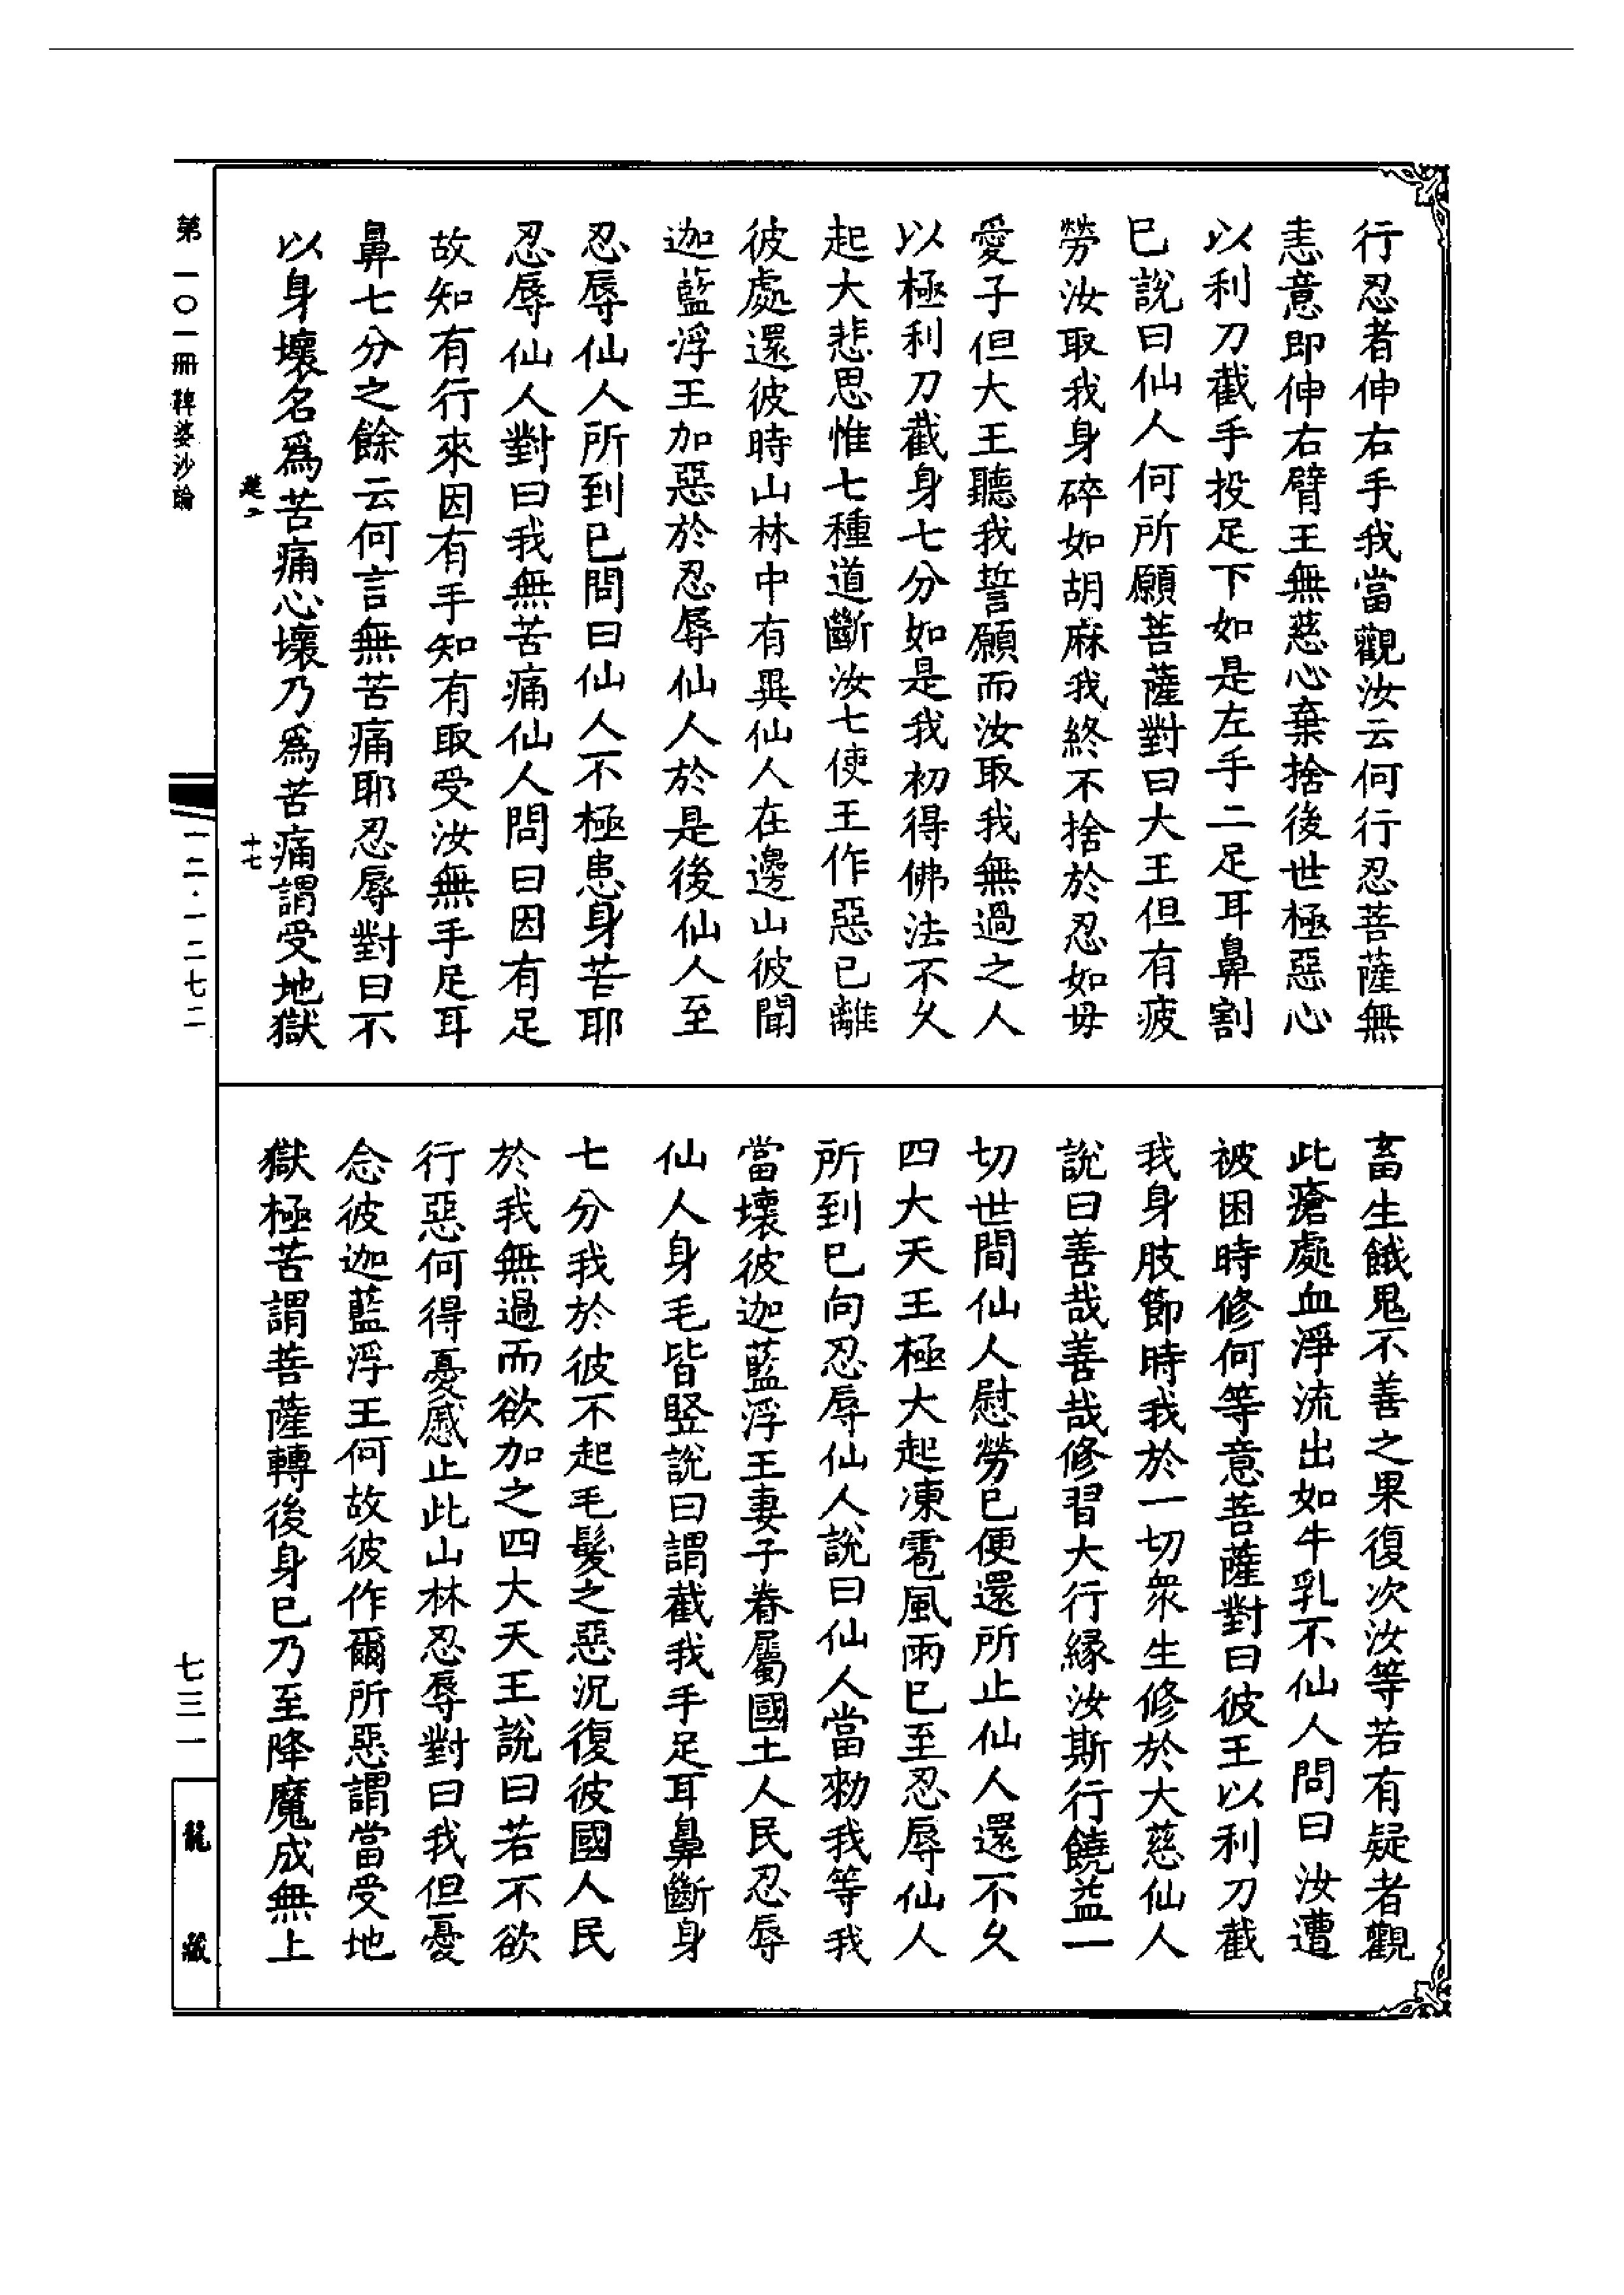 行忍者伸右手我當觀汝云何行忍菩薩無
恚意即伸右臂王無慈心棄捨後世極惡心
以利刀截手投足下如是左手二足耳鼻割
已說曰仙人何所願菩薩對曰大王但有疲
勞汝取我身碎如胡麻我終不捨於忍如母
愛子但大王聽我誓願而汝取我無過之人
以極利刀截身七分如是我初得佛法不久
起大悲思惟七種道斷汝七使王作惡已離
彼處還彼時山林中有異仙人在邊山彼聞
迦藍浮王加惡於忍辱仙人於是後仙人至
忍辱仙人所到已問曰仙人不極患身苦耶
忍辱仙人對曰我無苦痛仙人問曰因有足
故知有行來因有手知有取受汝無手足耳
鼻七分之餘云何言無苦痛耶忍辱對曰不
以身壞名爲苦痛心壞乃爲苦痛謂受地獄
畜生餓鬼不善之果復次汝等若有疑者觀
此瘡處血淨流出如牛乳不仙人問曰汝遭
被困時修何等意菩薩對曰彼王以利刀截
我身肢節時我於一切衆生修於大慈仙人
說曰善哉善哉修習大行緣汝斯行饒益一
切世間仙人慰勞已便還所止仙人還不久
四大天王極大起凍雹風雨已至忍辱仙人
所到已向忍辱仙人說曰仙人當勑我等我
當壞彼迦藍浮王妻子眷屬國土人民忍辱
仙人身毛皆竪說曰謂截我手足耳鼻斷身
七分我於彼不起毛髮之惡況復彼國人民
於我無過而欲加之四大天王說曰若不欲
行惡何得憂慼止此山林忍辱對曰我但憂
念彼迦藍浮王何故彼作爾所惡謂當受地
獄極苦謂菩薩轉後身已乃至降魔成無上
第一〇一冊 鞞婆沙論
十七
一二·一二七二
七三一
龍藏